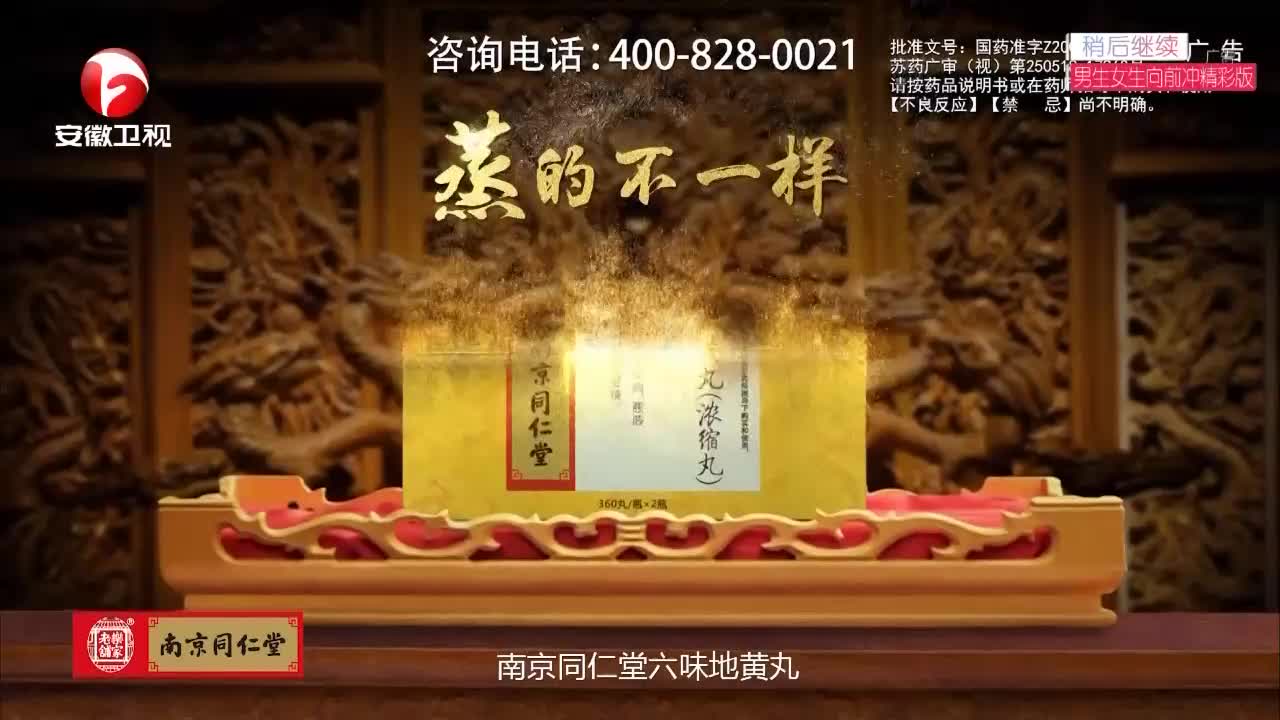 安徽卫视
咨询电话：400-828-0021
批准文号：国药准字Z20
广告
稍后继续
苏药广审（视）第250510
男生女生向前冲精彩版
请按药品说明书或在药师
【不良反应】【禁　忌】尚不明确。
蒸的不一样
京同仁堂
丸(浓缩丸)
360丸/瓶×2瓶
老铺
樂家
南京同仁堂
南京同仁堂六味地黄丸